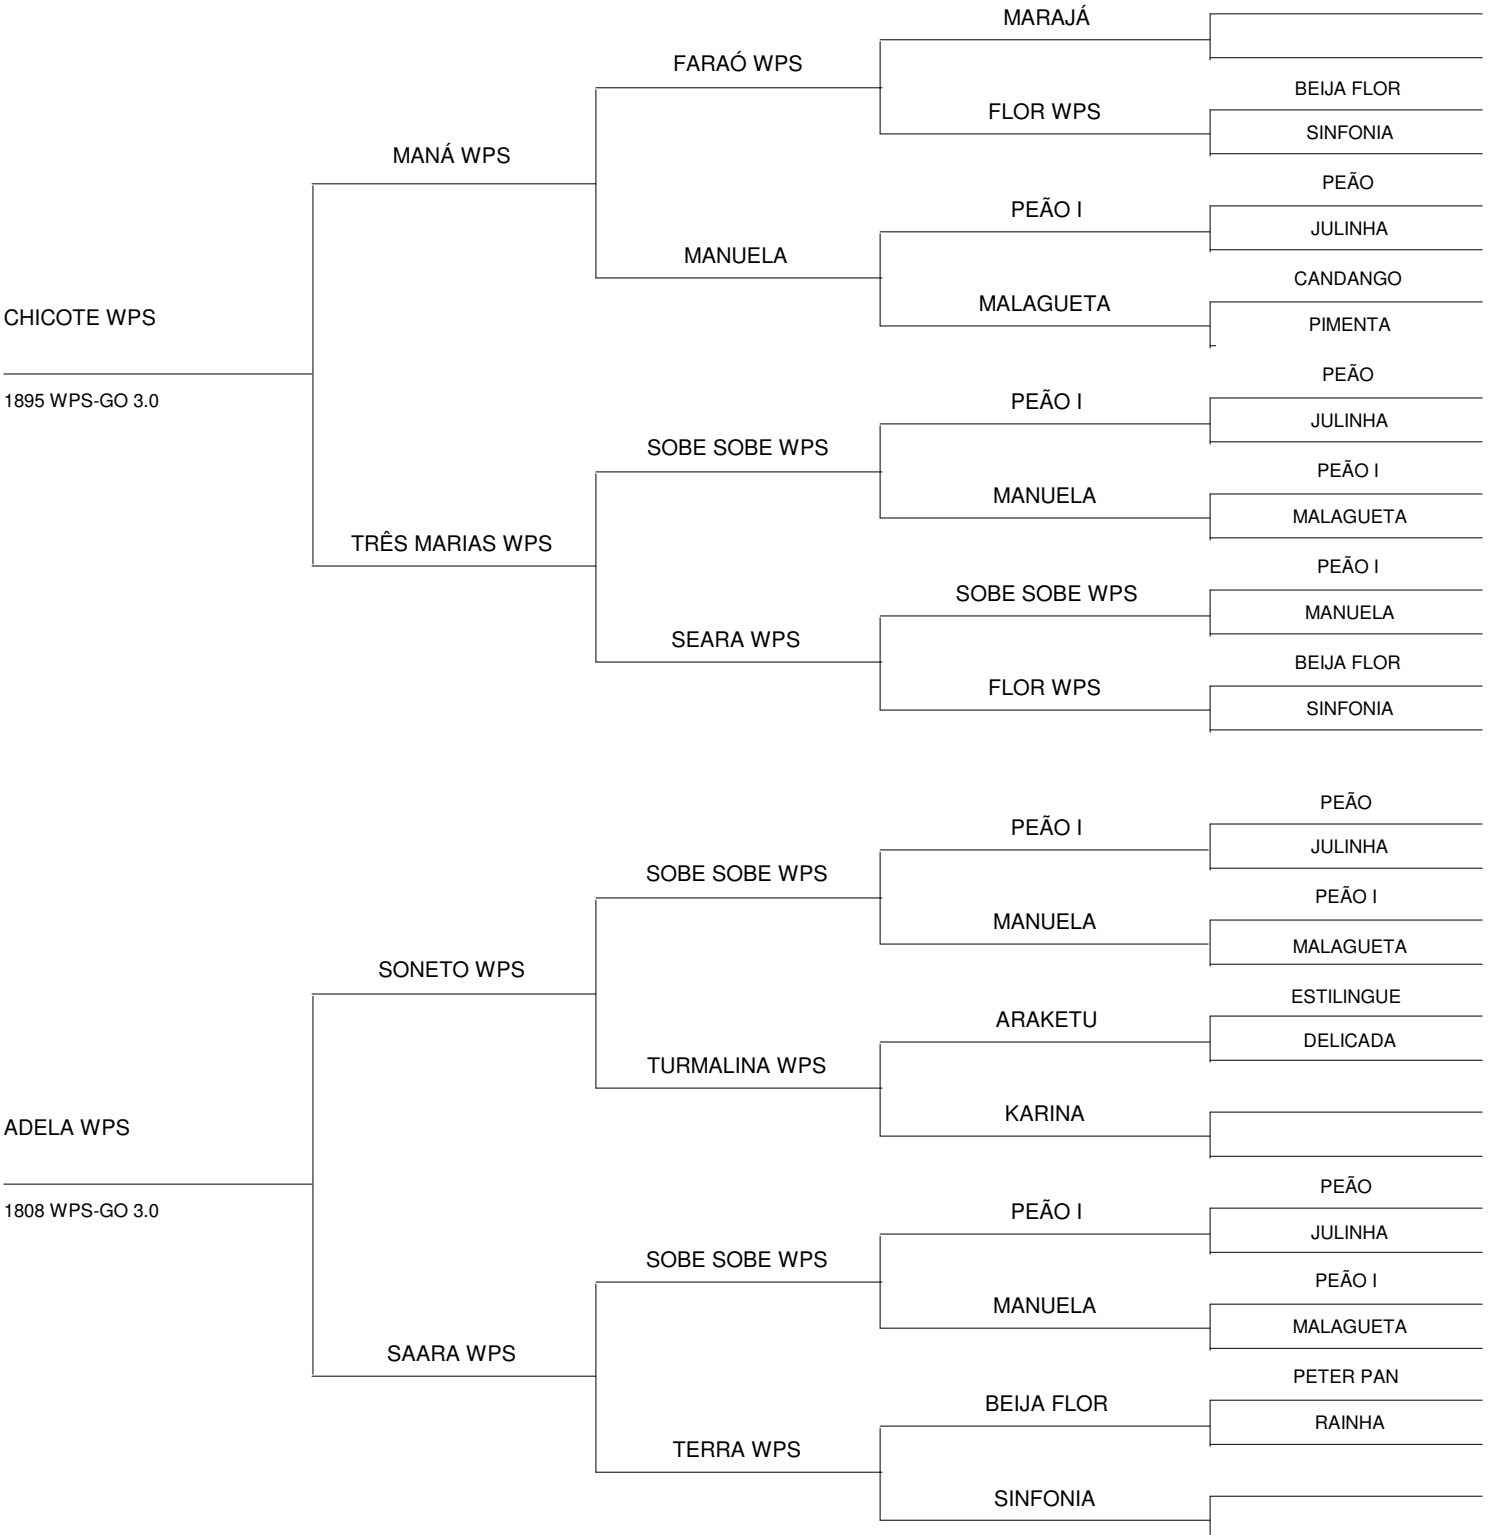 MARAJÁ
FARAÓ WPS
BEIJA FLOR
FLOR WPS
SINFONIA
MANÁ WPS
PEÃO
PEÃO I
JULINHA
MANUELA
CANDANGO
MALAGUETA
PIMENTA
CHICOTE WPS
PEÃO
1895 WPS-GO 3.0
PEÃO I
JULINHA
SOBE SOBE WPS
PEÃO I
MANUELA
MALAGUETA
TRÊS MARIAS WPS
PEÃO I
SOBE SOBE WPS
MANUELA
SEARA WPS
BEIJA FLOR
FLOR WPS
SINFONIA
PEÃO
PEÃO I
JULINHA
SOBE SOBE WPS
PEÃO I
MANUELA
MALAGUETA
SONETO WPS
ESTILINGUE
ARAKETU
DELICADA
TURMALINA WPS
KARINA
ADELA WPS
PEÃO
1808 WPS-GO 3.0
PEÃO I
JULINHA
SOBE SOBE WPS
PEÃO I
MANUELA
MALAGUETA
SAARA WPS
PETER PAN
BEIJA FLOR
RAINHA
TERRA WPS
SINFONIA